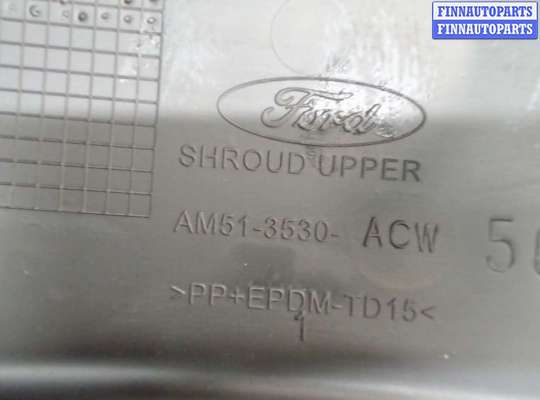 FINNAUTOPARTS
FINNAUTOPARTS
Ford
SHROUD UPPER
AM51-3530- ACW
>PP+EPDM-TD15<
1